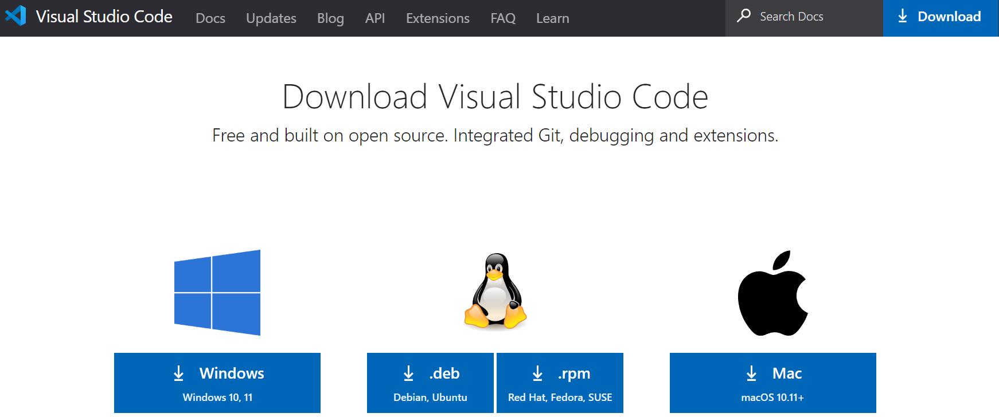 Visual Studio Code Docs Updates Blog API Extensions FAQ Learn Search Docs Download
Download Visual Studio Code
Free and built on open source. Integrated Git, debugging and extensions.
Windows
Windows 10, 11
.deb
Debian, Ubuntu
.rpm
Red Hat, Fedora, SUSE
Mac
macOS 10.11+